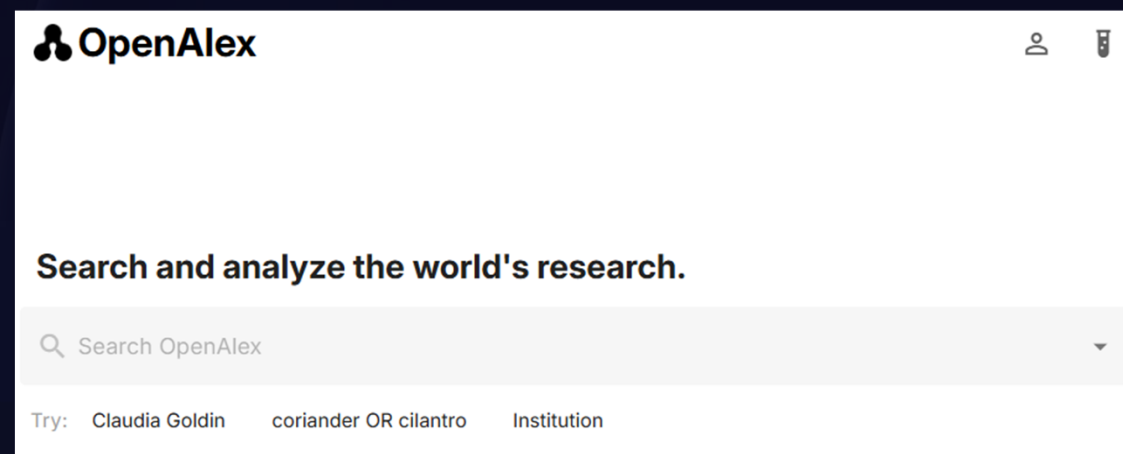 OpenAlex
Search and analyze the world's research.
Search OpenAlex
Try: Claudia Goldin coriander OR cilantro Institution